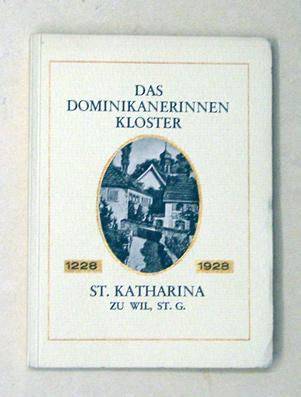 DAS
DOMINIKANERINNEN
KLOSTER
1228 1928
ST. KATHARINA
ZU WIL, ST. G.